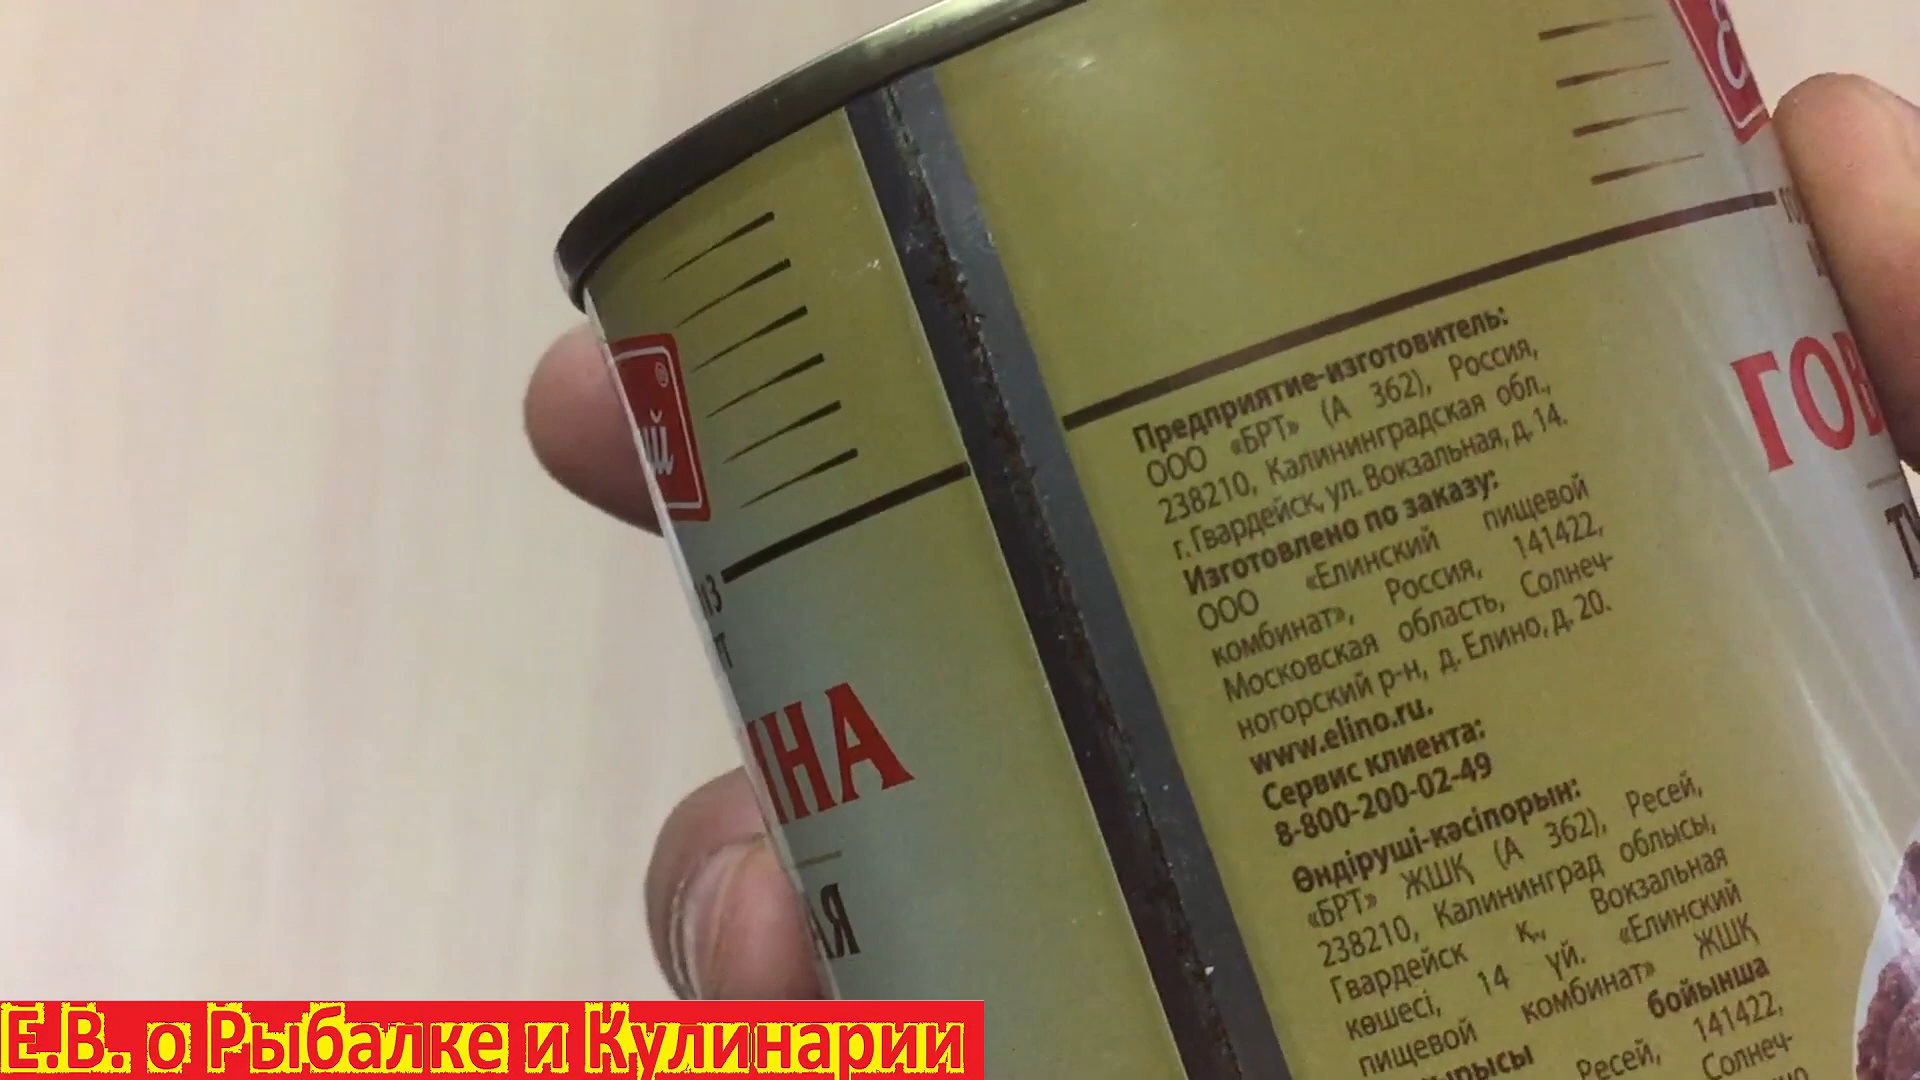 ®
ый
из
ИНА
АЯ
ГОВ
Предприятие-изготовитель:
ООО «БРТ» (А 362), Россия,
238210, Калининградская обл.,
г. Гвардейск, ул. Вокзальная, д. 14.
Изготовлено по заказу:
ООО «Елинский пищевой
комбинат», Россия, 141422,
Московская область, Солнеч-
ногорский р-н, д. Елино, д. 20.
www.elino.ru.
Сервис клиента:
8-800-200-02-49
Өндіруші-кәсіпорын:
«БРТ» ЖШҚ (А 362), Ресей,
238210, Калининград облысы,
Гвардейск қ., Вокзальная
көшесі, 14 үй. «Елинский
пищевой комбинат» ЖШҚ
бойынша
Ресей, 141422,
Солнеч-
Е.В. о Рыбалке и Кулинарии